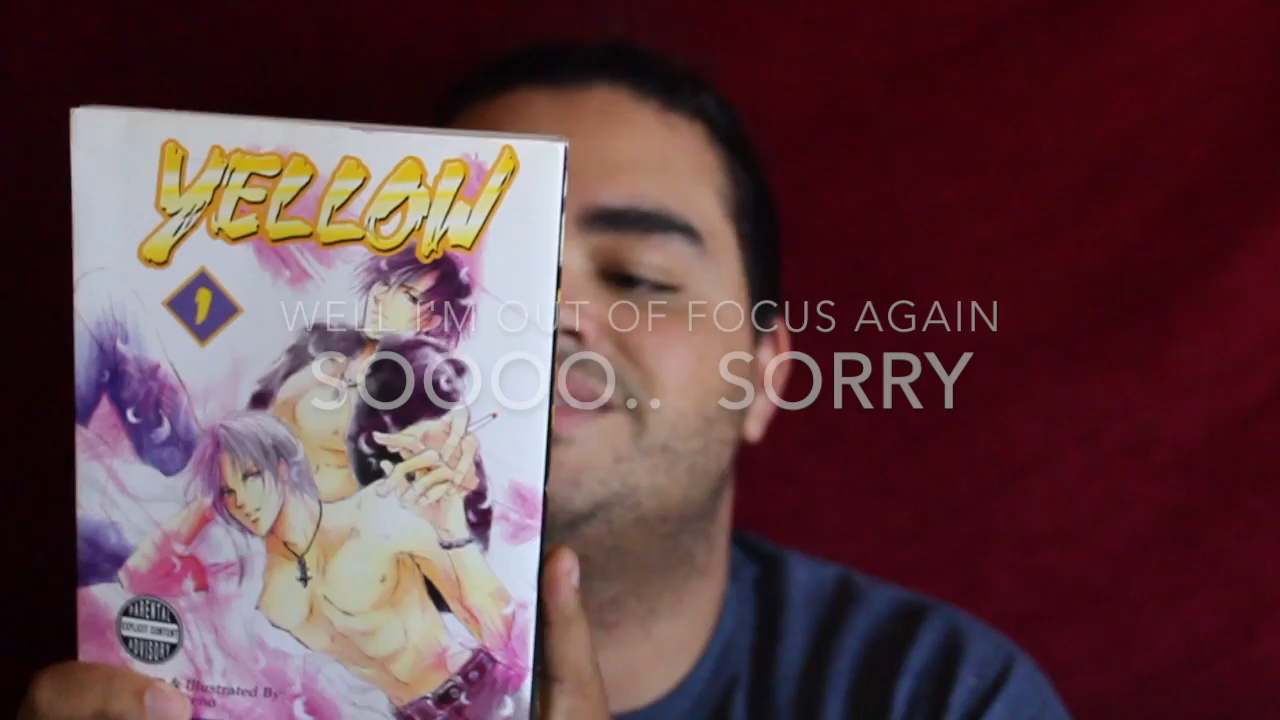 YELLOW
1
WELL I'M OUT OF FOCUS AGAIN
SOOOO.. SORRY
PARENTAL
EXPLICIT CONTENT
ADVISORY
& Illustrated By